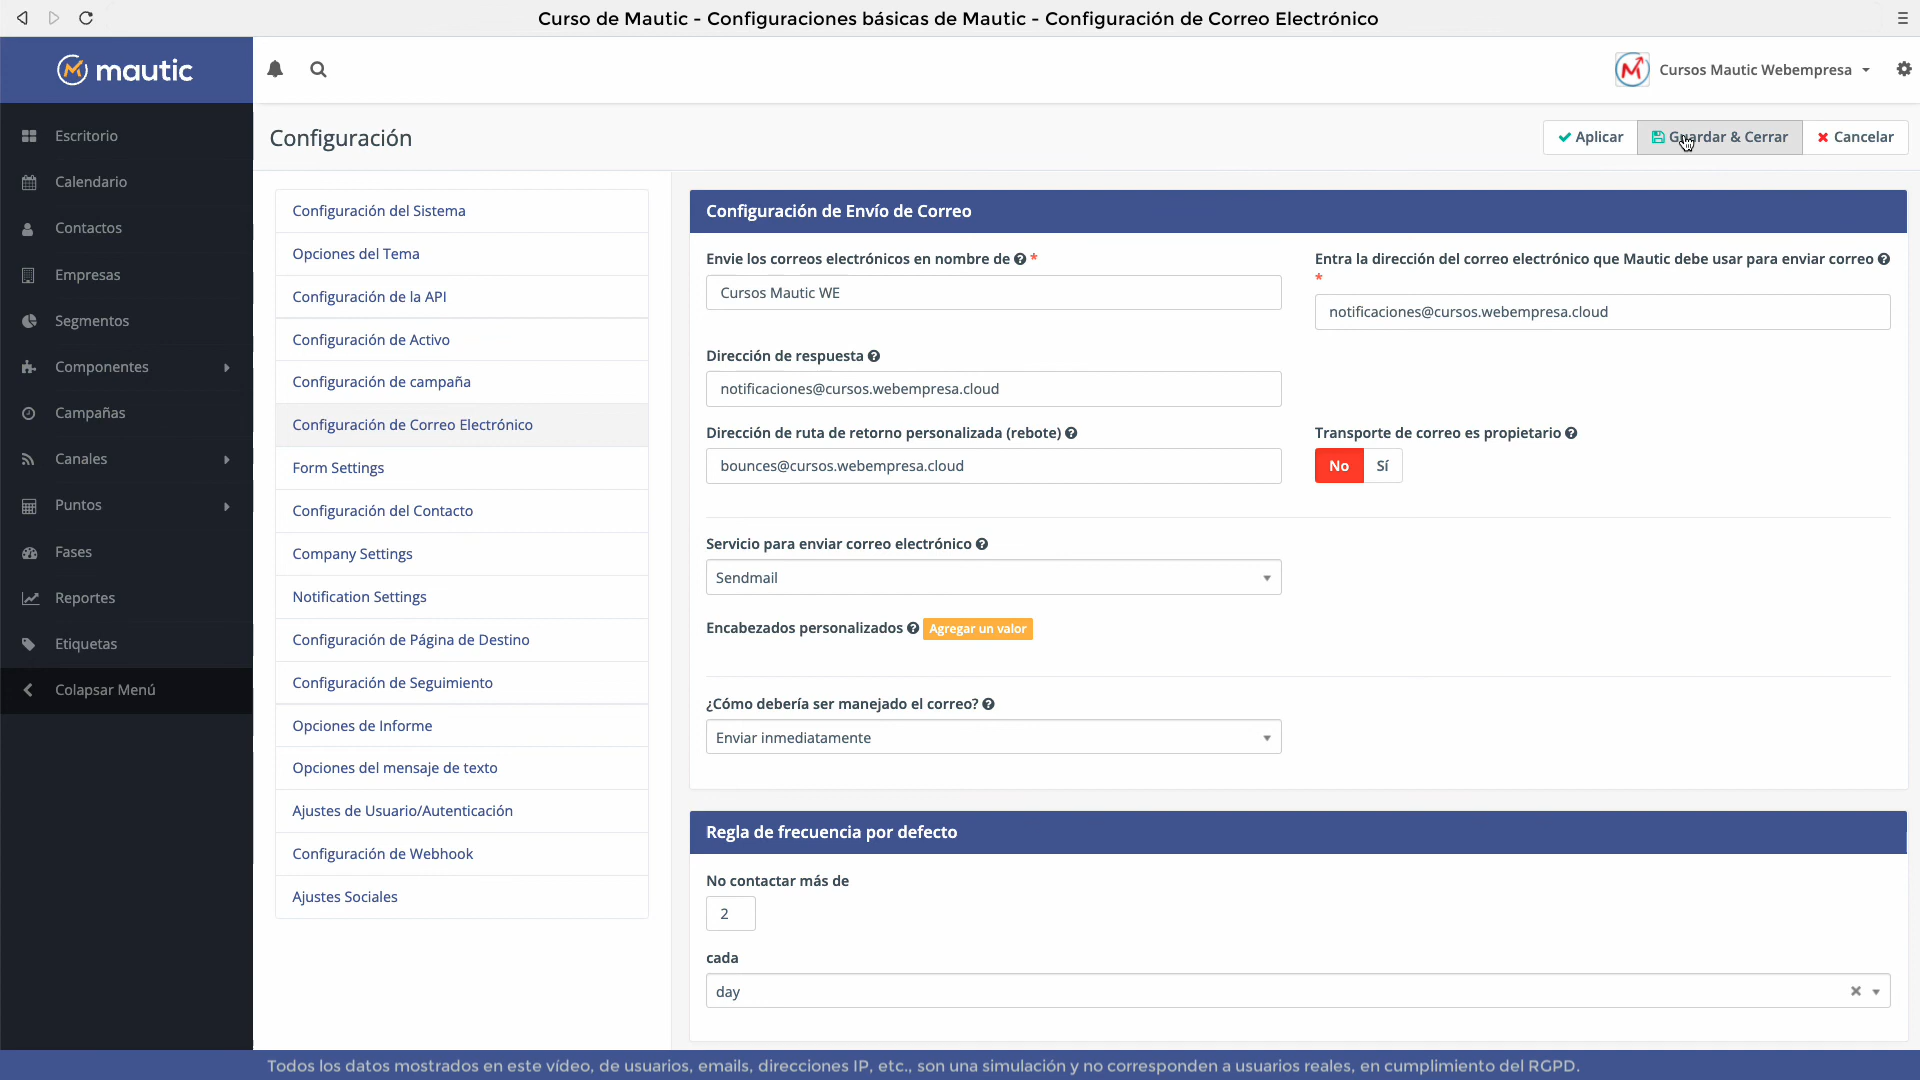 Curso de Mautic - Configuraciones básicas de Mautic - Configuración de Correo Electrónico
mautic
Cursos Mautic Webempresa
Escritorio
Calendario
Contactos
Empresas
Segmentos
Componentes
Campañas
Canales
Puntos
Fases
Reportes
Etiquetas
Colapsar Menú
Configuración
Aplicar
Guardar & Cerrar
Cancelar
Configuración del Sistema
Opciones del Tema
Configuración de la API
Configuración de Activo
Configuración de campaña
Configuración de Correo Electrónico
Form Settings
Configuración del Contacto
Company Settings
Notification Settings
Configuración de Página de Destino
Configuración de Seguimiento
Opciones de Informe
Opciones del mensaje de texto
Ajustes de Usuario/Autenticación
Configuración de Webhook
Ajustes Sociales
Configuración de Envío de Correo
Envie los correos electrónicos en nombre de *
Cursos Mautic WE
Entra la dirección del correo electrónico que Mautic debe usar para enviar correo
*
notificaciones@cursos.webempresa.cloud
Dirección de respuesta
notificaciones@cursos.webempresa.cloud
Dirección de ruta de retorno personalizada (rebote)
bounces@cursos.webempresa.cloud
Transporte de correo es propietario
No Sí
Servicio para enviar correo electrónico
Sendmail
Encabezados personalizados Agregar un valor
¿Cómo debería ser manejado el correo?
Enviar inmediatamente
Regla de frecuencia por defecto
No contactar más de
2
cada
day
Todos los datos mostrados en este vídeo, de usuarios, emails, direcciones IP, etc., son una simulación y no corresponden a usuarios reales, en cumplimiento del RGPD.